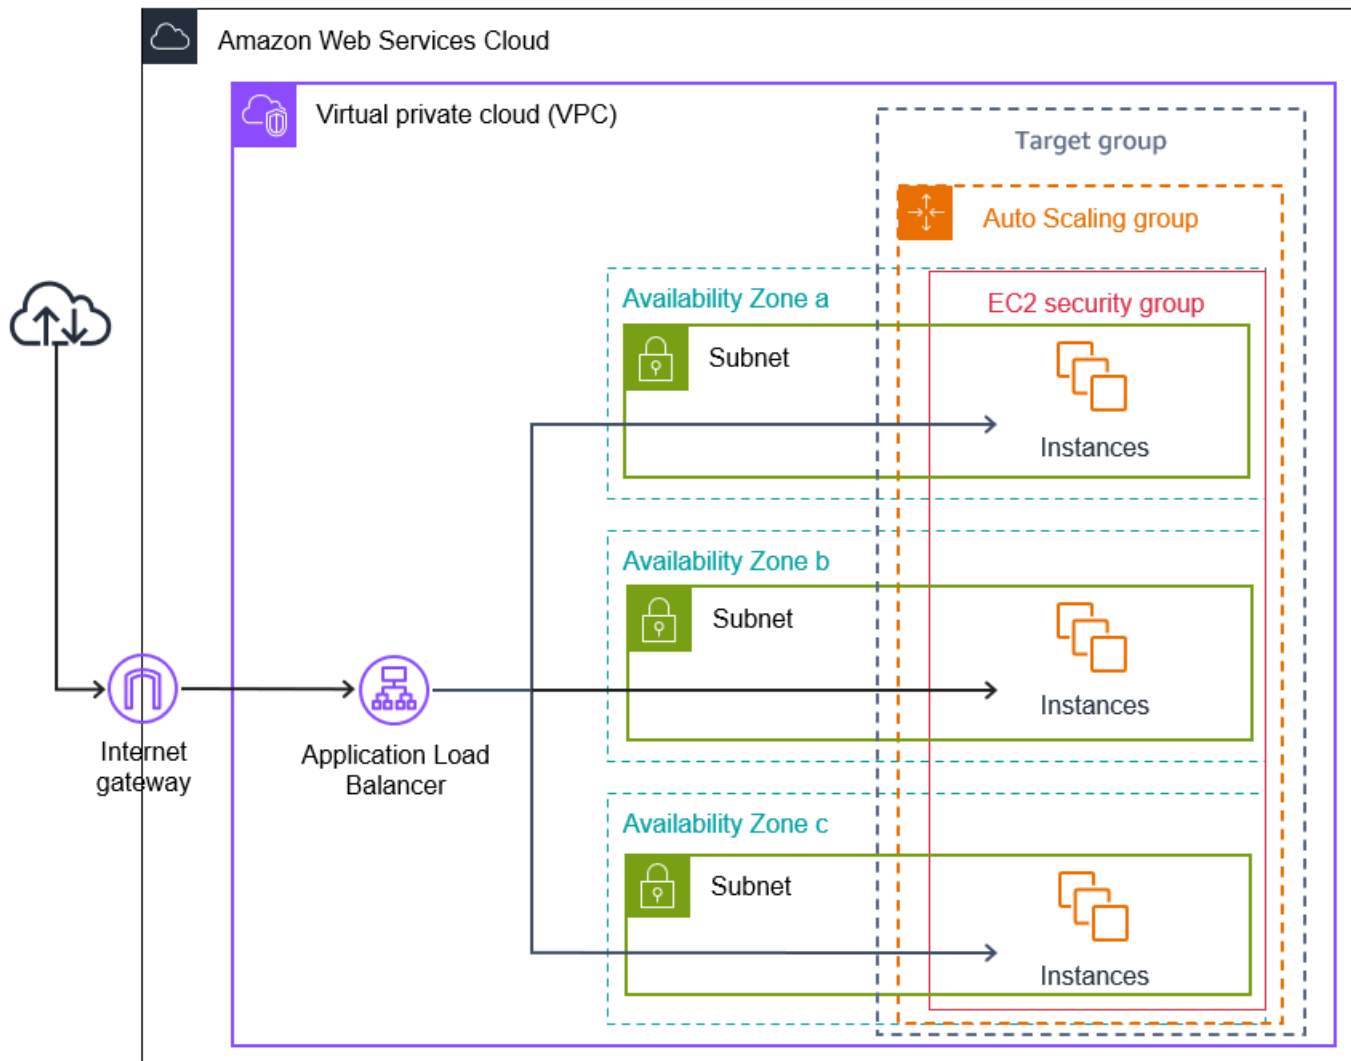 Amazon Web Services Cloud
Virtual private cloud (VPC)
Target group
Auto Scaling group
Availability Zone a
EC2 security group
Subnet
Instances
Availability Zone b
Subnet
Instances
Internet
gateway
Application Load
Balancer
Availability Zone c
Subnet
Instances